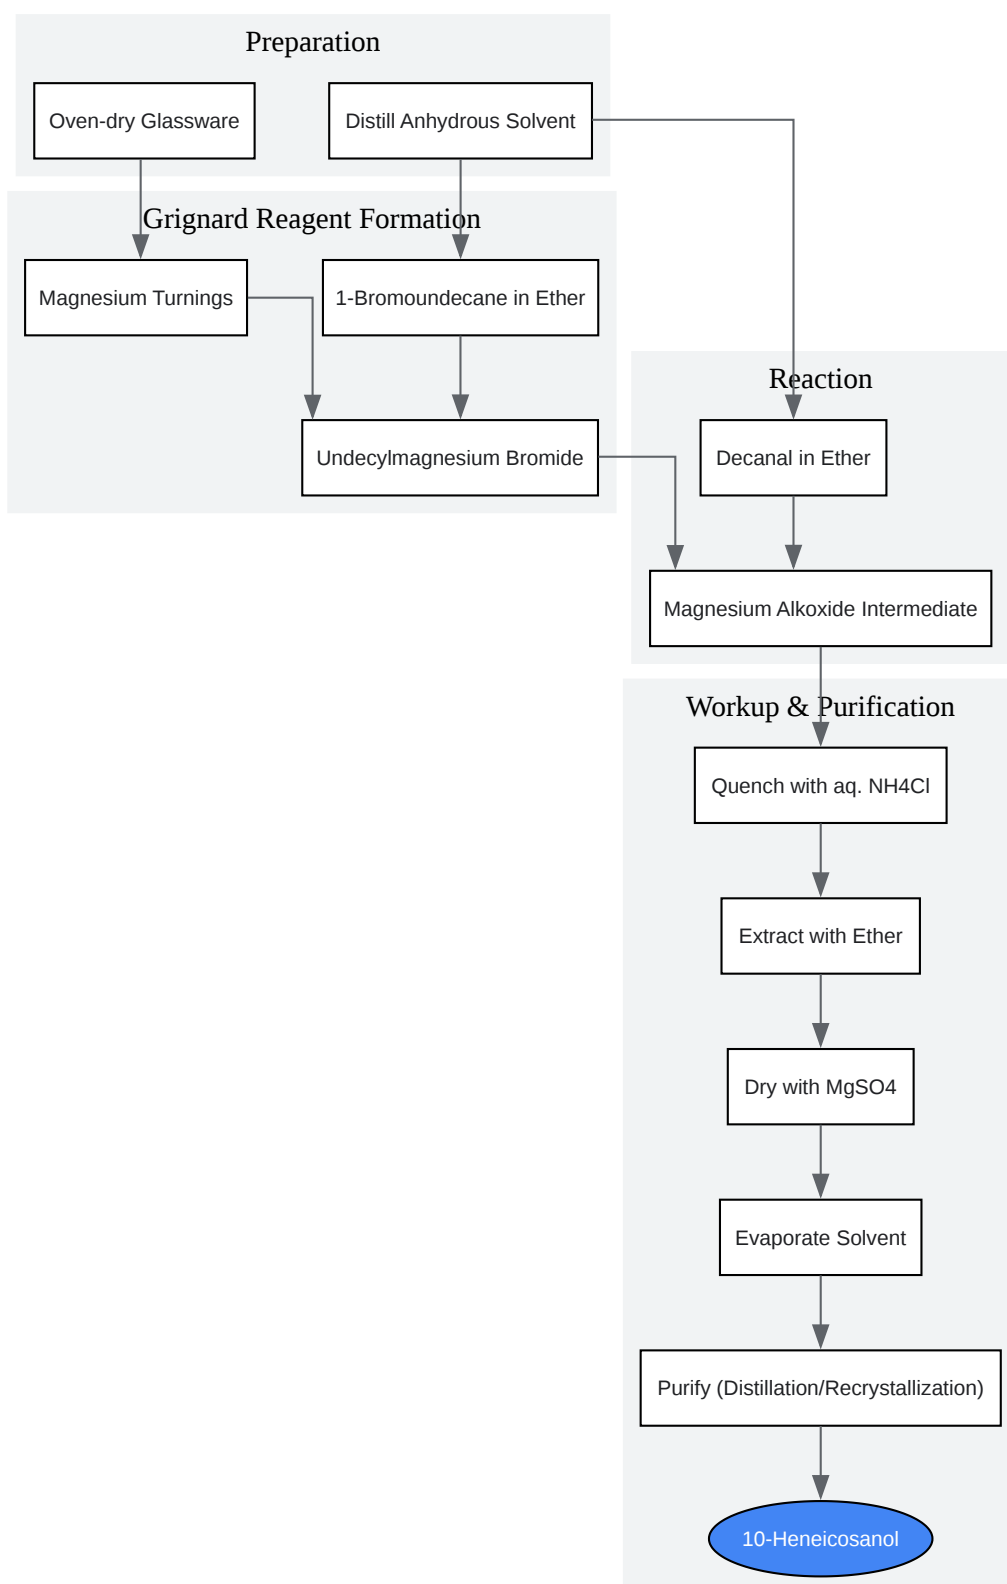 Preparation
Oven-dry Glassware
Distill Anhydrous Solvent
Grignard Reagent Formation
Magnesium Turnings
1-Bromoundecane in Ether
Undecylmagnesium Bromide
Reaction
Decanal in Ether
Magnesium Alkoxide Intermediate
Workup & Purification
Quench with aq. NH4Cl
Extract with Ether
Dry with MgSO4
Evaporate Solvent
Purify (Distillation/Recrystallization)
10-Heneicosanol